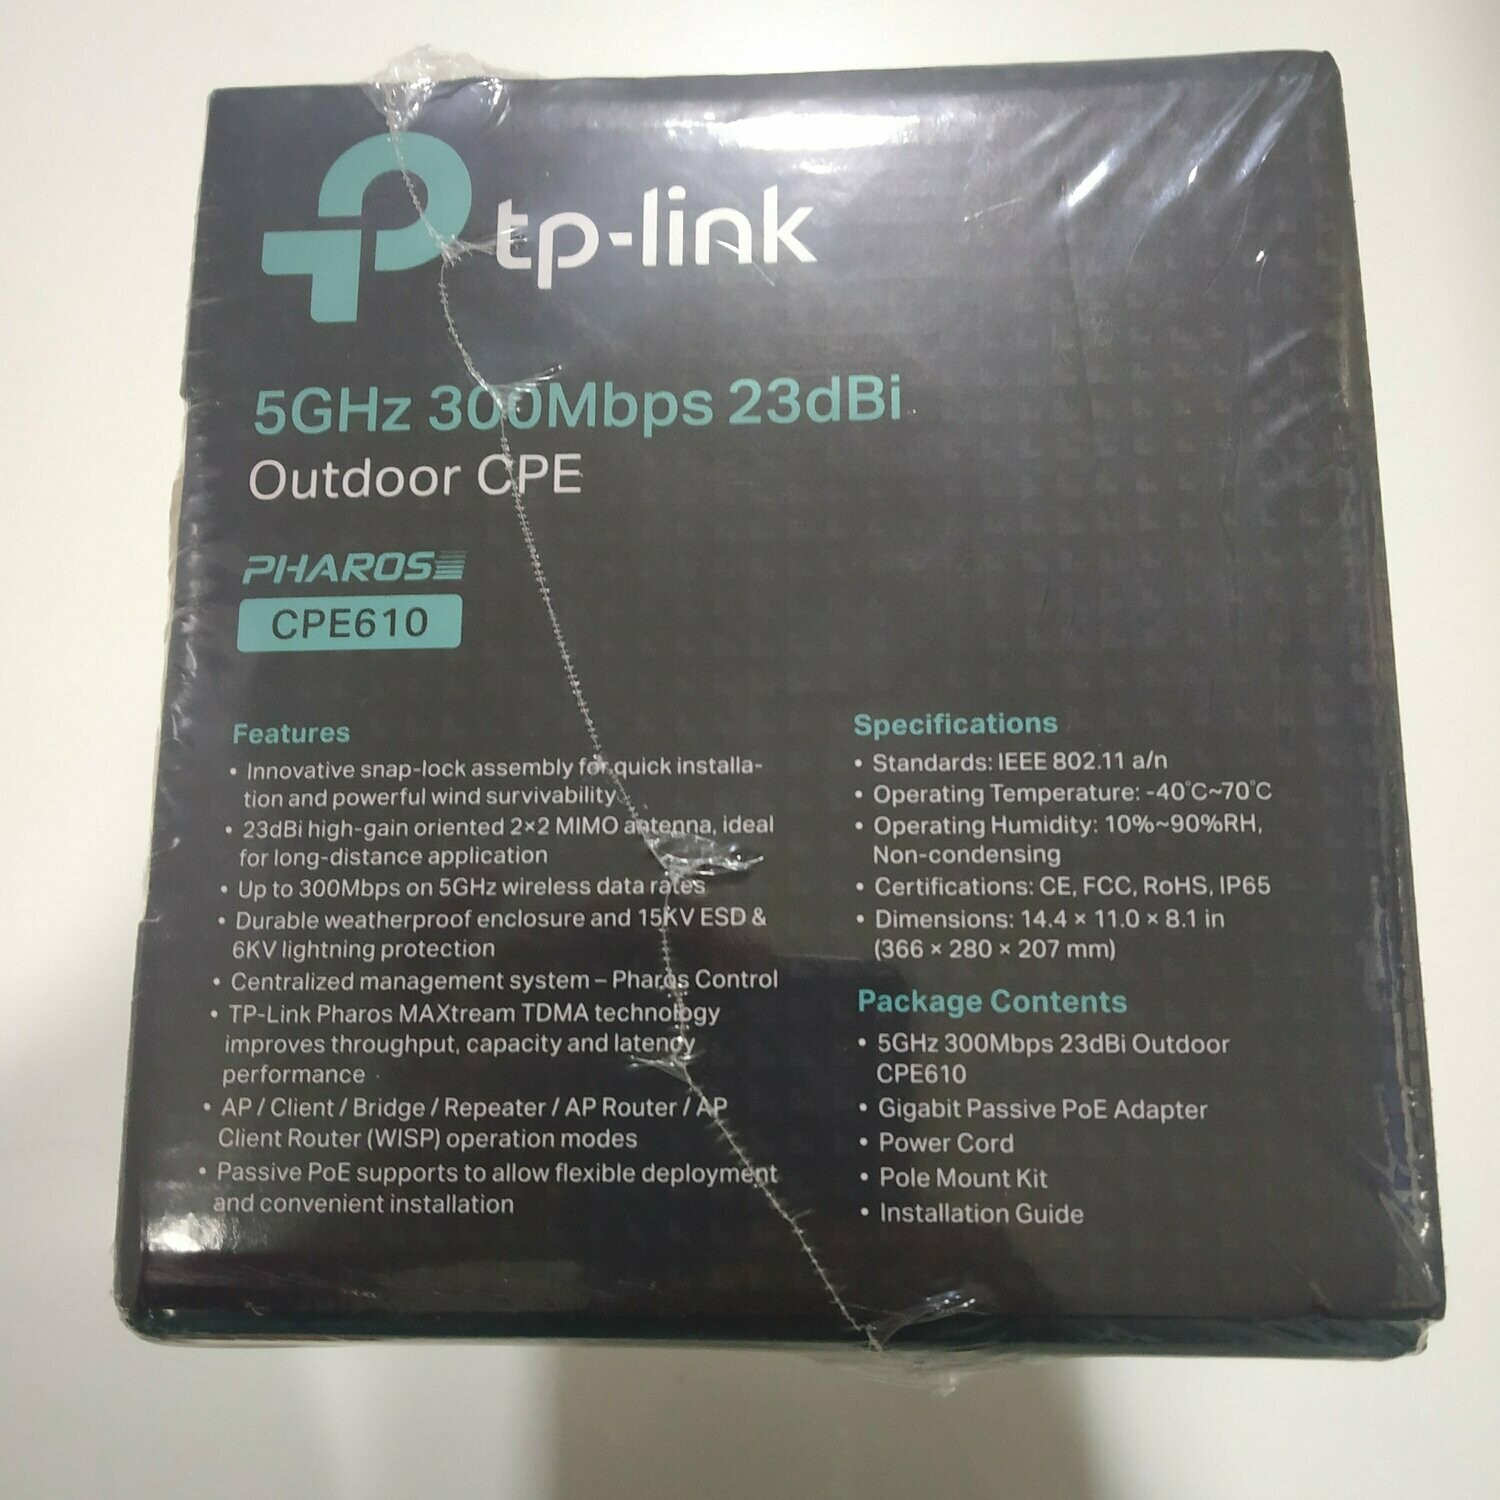 tp-link
5GHz 300Mbps 23dBi
Outdoor CPE
PHAROS
CPE610
Features
• Innovative snap-lock assembly for quick installa-
tion and powerful wind survivability
• 23dBi high-gain oriented 2×2 MIMO antenna, ideal
for long-distance application
• Up to 300Mbps on 5GHz wireless data rates
• Durable weatherproof enclosure and 15KV ESD &
6KV lightning protection
• Centralized management system – Pharos Control
• TP-Link Pharos MAXtream TDMA technology
improves throughput, capacity and latency
performance
• AP / Client / Bridge / Repeater / AP Router / AP
Client Router (WISP) operation modes
• Passive PoE supports to allow flexible deployment
and convenient installation
Specifications
• Standards: IEEE 802.11 a/n
• Operating Temperature: -40°C~70°C
• Operating Humidity: 10%~90%RH,
Non-condensing
• Certifications: CE, FCC, RoHS, IP65
• Dimensions: 14.4 × 11.0 × 8.1 in
(366 × 280 × 207 mm)
Package Contents
• 5GHz 300Mbps 23dBi Outdoor
CPE610
• Gigabit Passive PoE Adapter
• Power Cord
• Pole Mount Kit
• Installation Guide